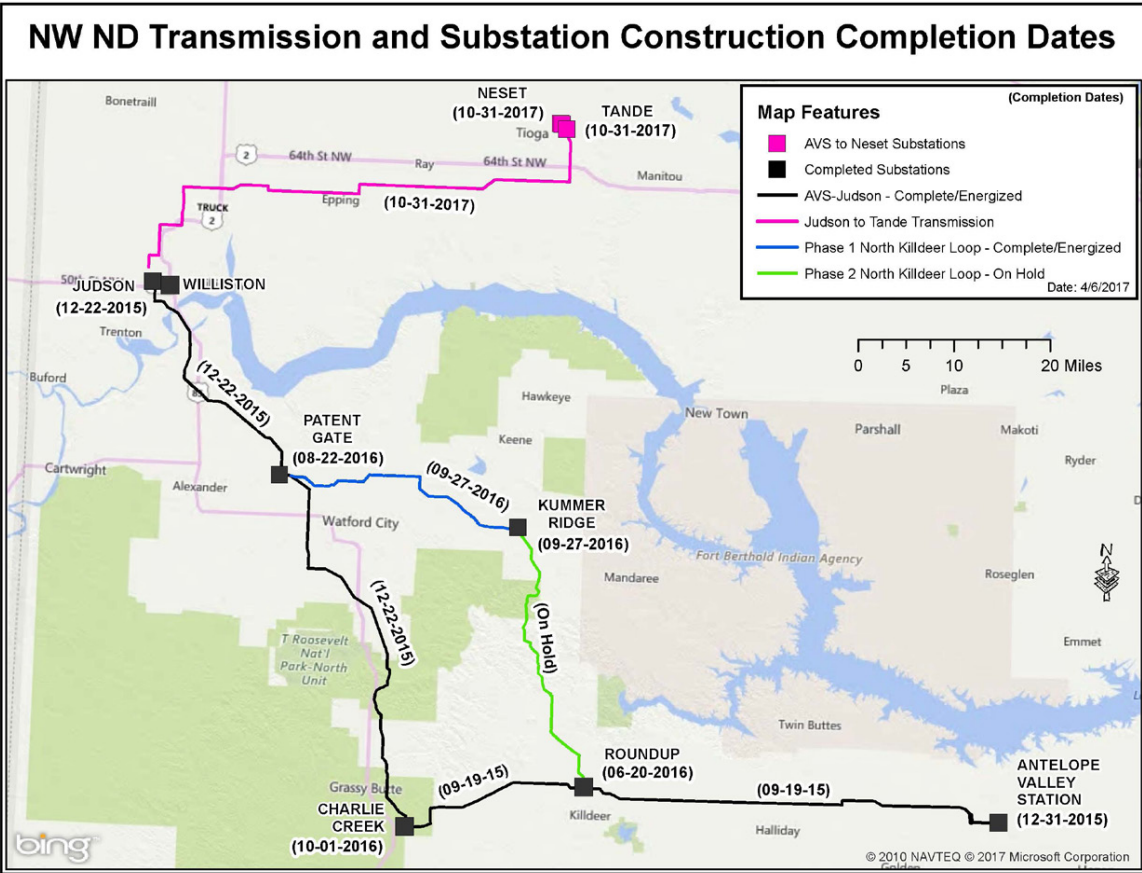 NW ND Transmission and Substation Construction Completion Dates
(Completion Dates)
Map Features
AVS to Neset Substations
Completed Substations
AVS-Judson - Complete/Energized
Judson to Tande Transmission
Phase 1 North Killdeer Loop - Complete/Energized
Phase 2 North Killdeer Loop - On Hold
Date: 4/6/2017
0 5 10 20 Miles
Bonetraill
NESET
(10-31-2017)
TANDE
(10-31-2017)
Tioga
2
64th St NW
Ray
64th St NW
Manitou
Epping
(10-31-2017)
TRUCK
2
JUDSON
(12-22-2015)
WILLISTON
Trenton
Buford
(12-22-2015)
Hawkeye
Plaza
New Town
Parshall
Makoti
PATENT
GATE
(08-22-2016)
Keene
Ryder
Cartwright
Alexander
(09-27-2016)
Watford City
KUMMER
RIDGE
(09-27-2016)
Fort Berthold Indian Agency
N
Mandaree
Roseglen
(12-22-2015)
(On Hold)
T Roosevelt
Nat'l
Park-North
Unit
Emmet
Twin Buttes
ROUNDUP
(06-20-2016)
ANTELOPE
VALLEY
STATION
(12-31-2015)
Grassy Butte
(09-19-15)
(09-19-15)
CHARLIE
CREEK
(10-01-2016)
Killdeer
Halliday
bing
© 2010 NAVTEQ © 2017 Microsoft Corporation